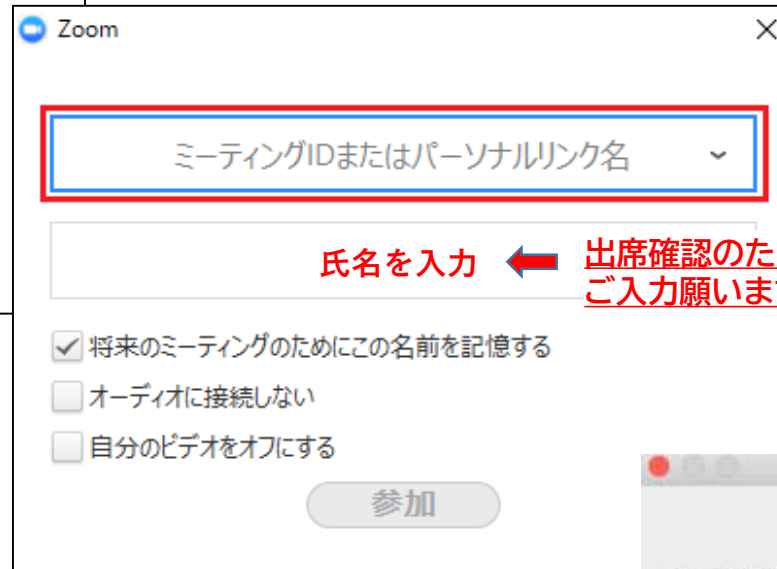 Zoom
ミーティングIDまたはパーソナルリンク名
氏名を入力
出席確認のた
ご入力願いま
将来のミーティングのためにこの名前を記憶する
オーディオに接続しない
自分のビデオをオフにする
参加